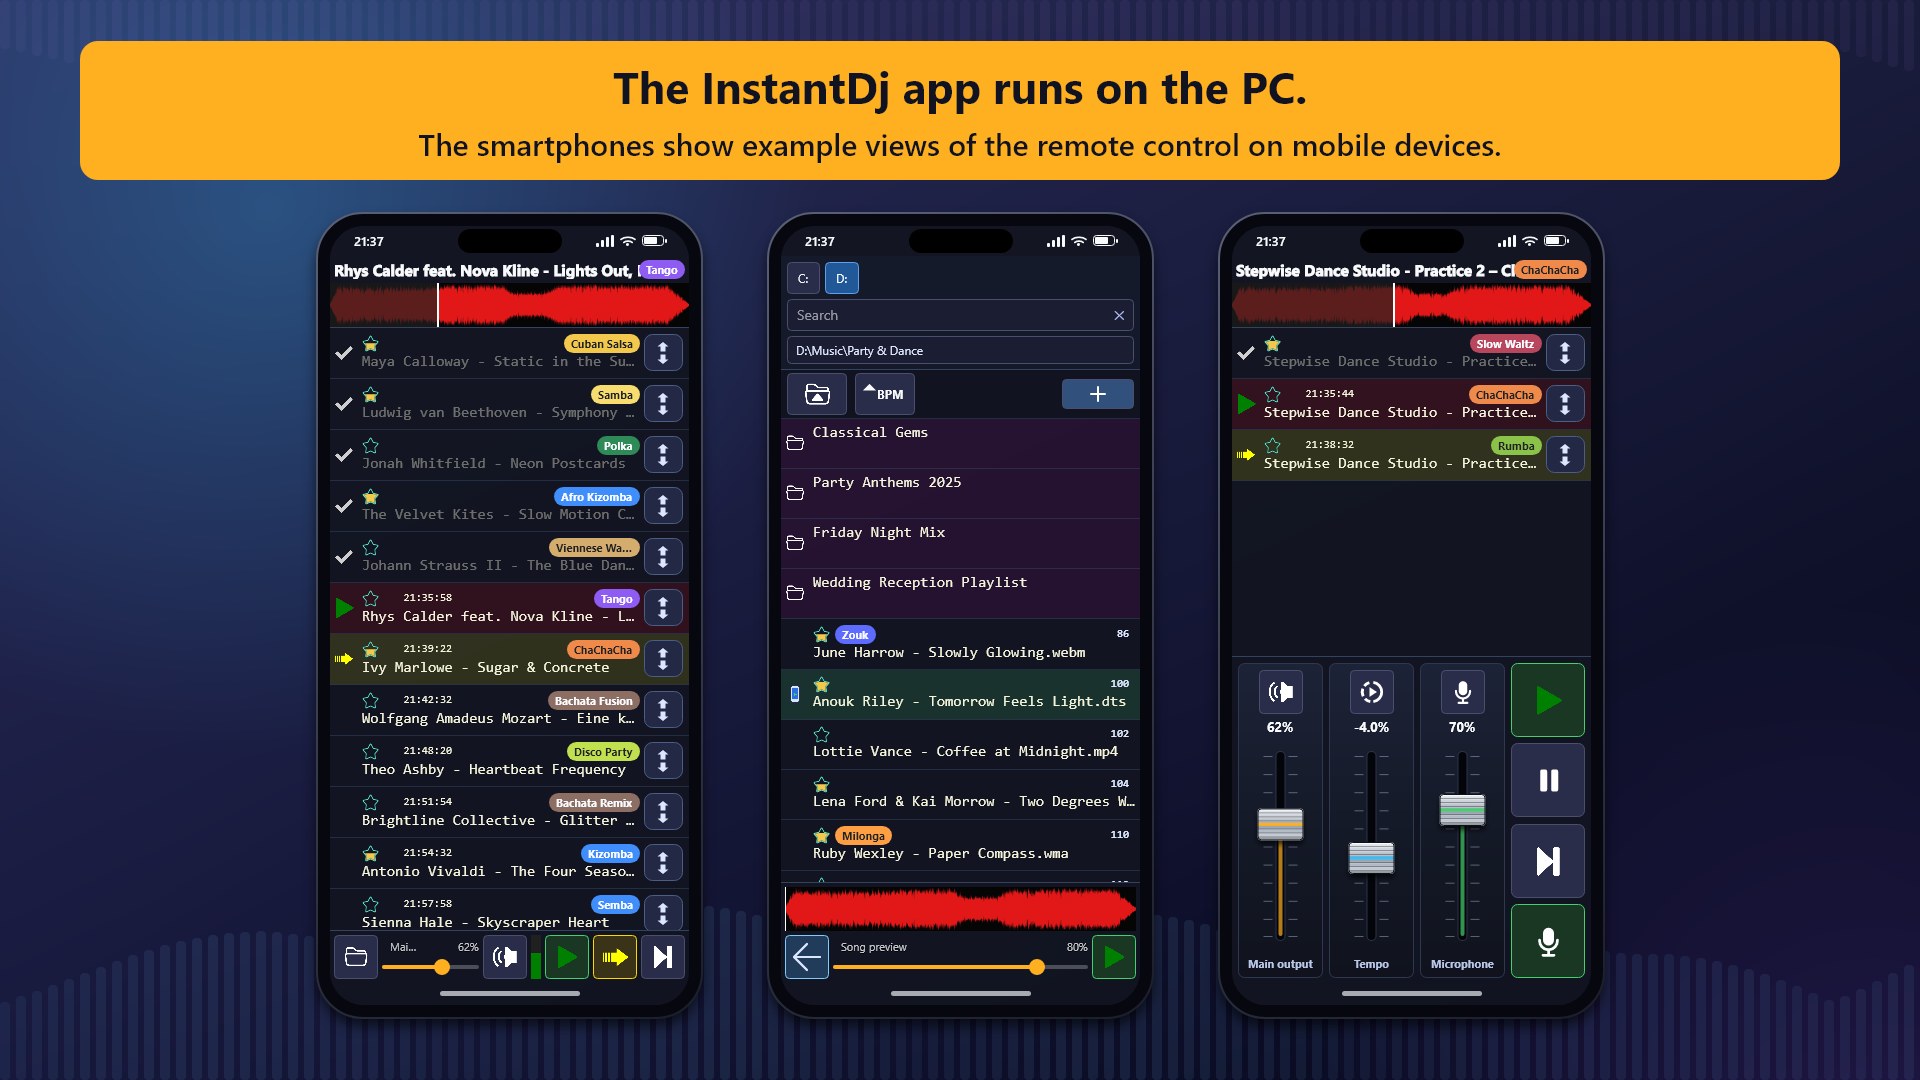 The InstantDj app runs on the PC.
The smartphones show example views of the remote control on mobile devices.
21:37
Rhys Calder feat. Nova Kline - Lights Out,
Tango
Cuban Salsa
Maya Calloway - Static in the Su…
Samba
Ludwig van Beethoven - Symphony …
Polka
Jonah Whitfield - Neon Postcards
Afro Kizomba
The Velvet Kites - Slow Motion C…
Viennese Wa...
Johann Strauss II - The Blue Dan…
21:35:58
Tango
Rhys Calder feat. Nova Kline - L…
21:39:22
ChaChaCha
Ivy Marlowe - Sugar & Concrete
21:42:32
Bachata Fusion
Wolfgang Amadeus Mozart - Eine k…
21:48:20
Disco Party
Theo Ashby - Heartbeat Frequency
21:51:54
Bachata Remix
Brightline Collective - Glitter …
21:54:32
Kizomba
Antonio Vivaldi - The Four Seaso…
21:57:58
Semba
Sienna Hale - Skyscraper Heart
Mai... 62%
21:37
C: D:
Search
D:\Music\Party & Dance
BPM
Classical Gems
Party Anthems 2025
Friday Night Mix
Wedding Reception Playlist
Zouk 86
June Harrow - Slowly Glowing.webm
100
Anouk Riley - Tomorrow Feels Light.dts
102
Lottie Vance - Coffee at Midnight.mp4
104
Lena Ford & Kai Morrow - Two Degrees W…
Milonga 110
Ruby Wexley - Paper Compass.wma
Song preview 80%
21:37
Stepwise Dance Studio - Practice 2 – C
ChaChaCha
Slow Waltz
Stepwise Dance Studio - Practice…
21:35:44
ChaChaCha
Stepwise Dance Studio - Practice…
21:38:32
Rumba
Stepwise Dance Studio - Practice…
62% -4.0% 70%
Main output Tempo Microphone